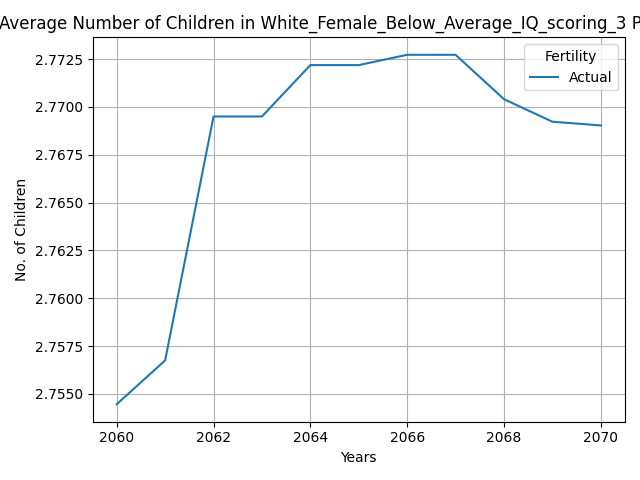 Average Number of Children in White_Female_Below_Average_IQ_scoring_3 P
Fertility
Actual
2.7725
2.7700
2.7675
2.7650
2.7625
2.7600
2.7575
2.7550
No. of Children
2060 2062 2064 2066 2068 2070
Years